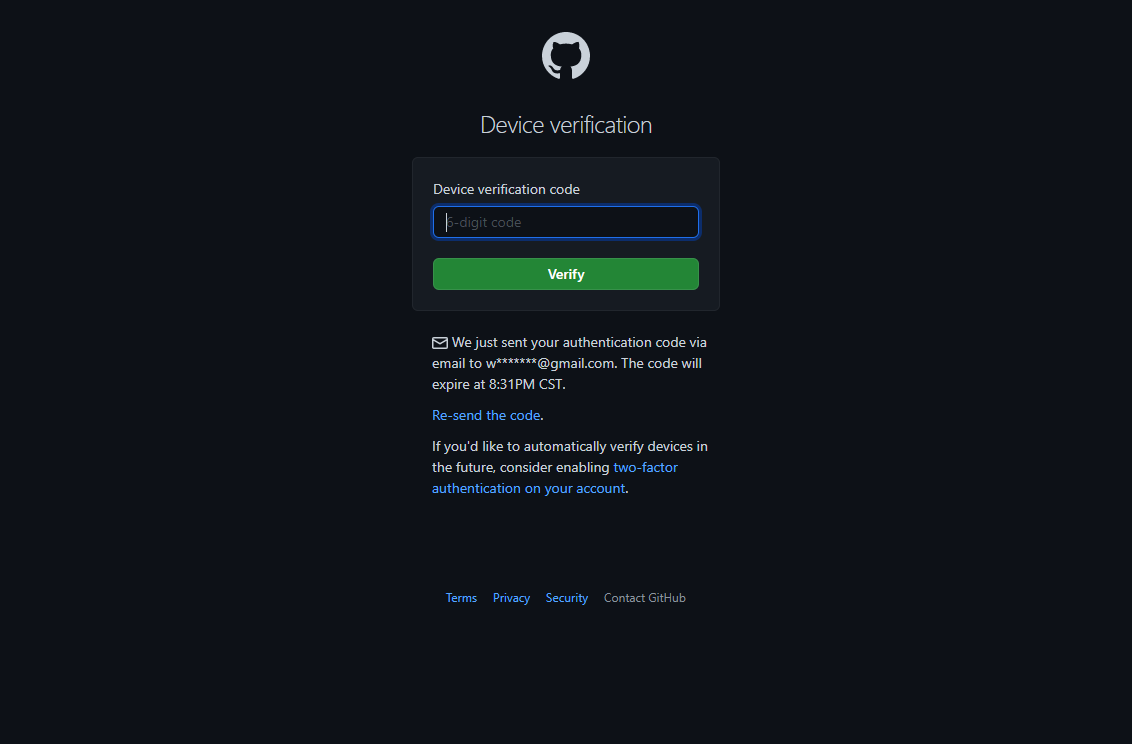 Device verification
Device verification code
6-digit code
Verify
We just sent your authentication code via
email to w*******@gmail.com. The code will
expire at 8:31PM CST.
Re-send the code.
If you'd like to automatically verify devices in
the future, consider enabling two-factor
authentication on your account.
Terms Privacy Security Contact GitHub